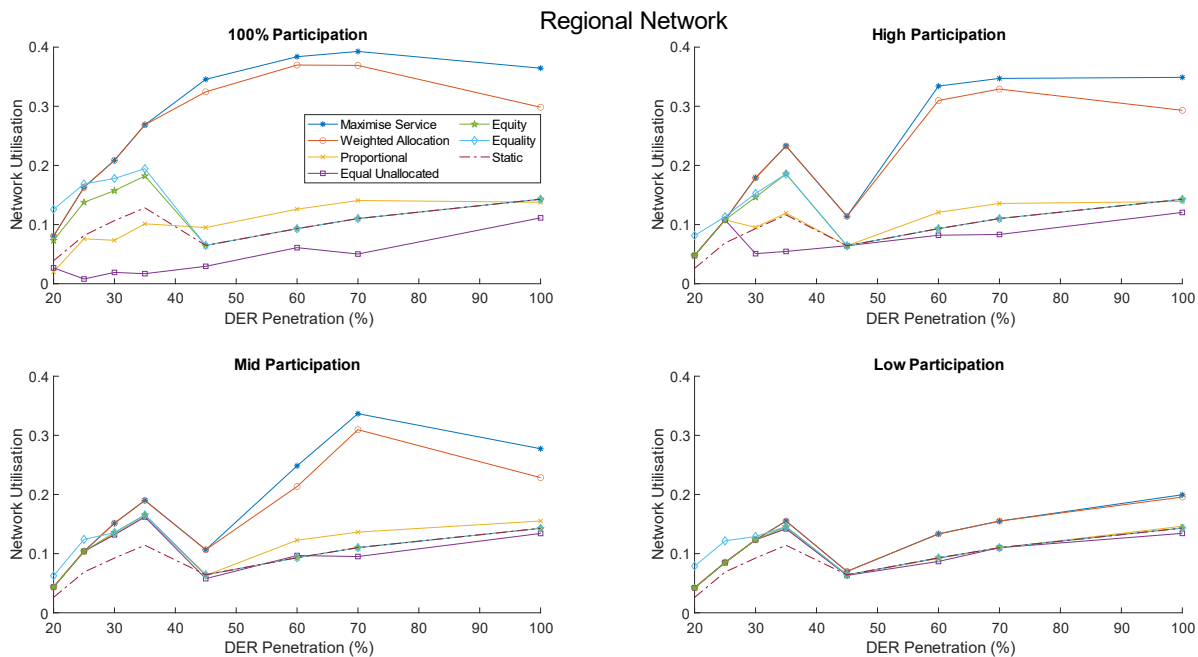 Regional Network
100% Participation
0.4
0.3
0.2
0.1
0
Network Utilisation
20 30 40 50 60 70 80 90 100
DER Penetration (%)
Maximise Service
Weighted Allocation
Proportional
Equal Unallocated
Equity
Equality
Static
High Participation
0.4
0.3
0.2
0.1
0
Network Utilisation
20 30 40 50 60 70 80 90 100
DER Penetration (%)
Mid Participation
0.4
0.3
0.2
0.1
0
Network Utilisation
20 30 40 50 60 70 80 90 100
DER Penetration (%)
Low Participation
0.4
0.3
0.2
0.1
0
Network Utilisation
20 30 40 50 60 70 80 90 100
DER Penetration (%)